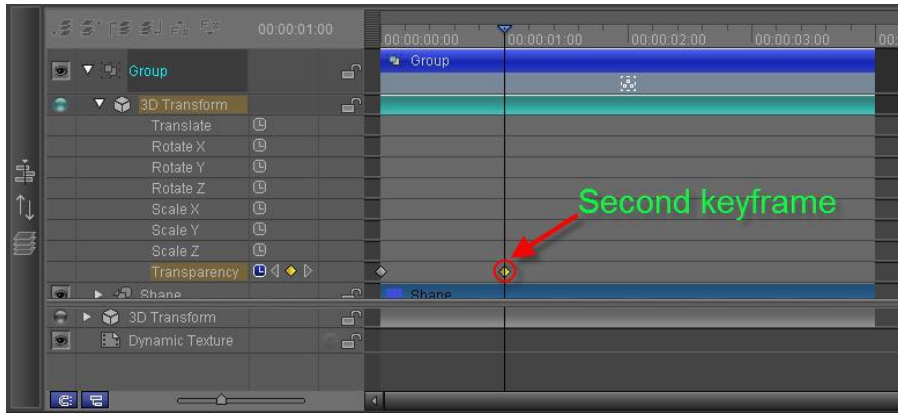 00:00:01:00
00:00:00:00 00:00:01:00 00:00:02:00 00:00:03:00 00:
Group
Group
3D Transform
Translate
Rotate X
Rotate Y
Rotate Z
Scale X
Second keyframe
Scale Y
Scale Z
Transparency
Shape
Shape
3D Transform
Dynamic Texture